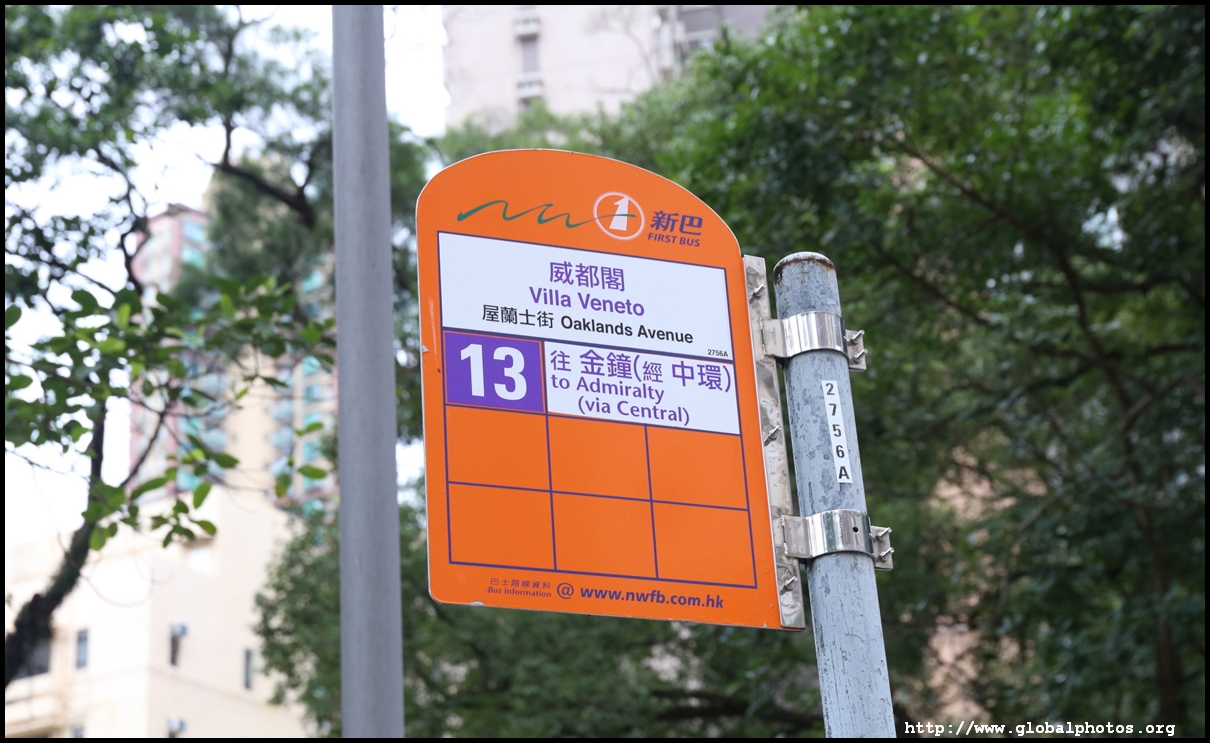 1 新巴
FIRST BUS
威都閣
Villa Veneto
屋蘭士街 Oaklands Avenue
2756A
13
往 金鐘(經 中環)
to Admiralty
(via Central)
巴士路線資料
Bus information @ www.nwfb.com.hk
2756A
http://www.globalphotos.org